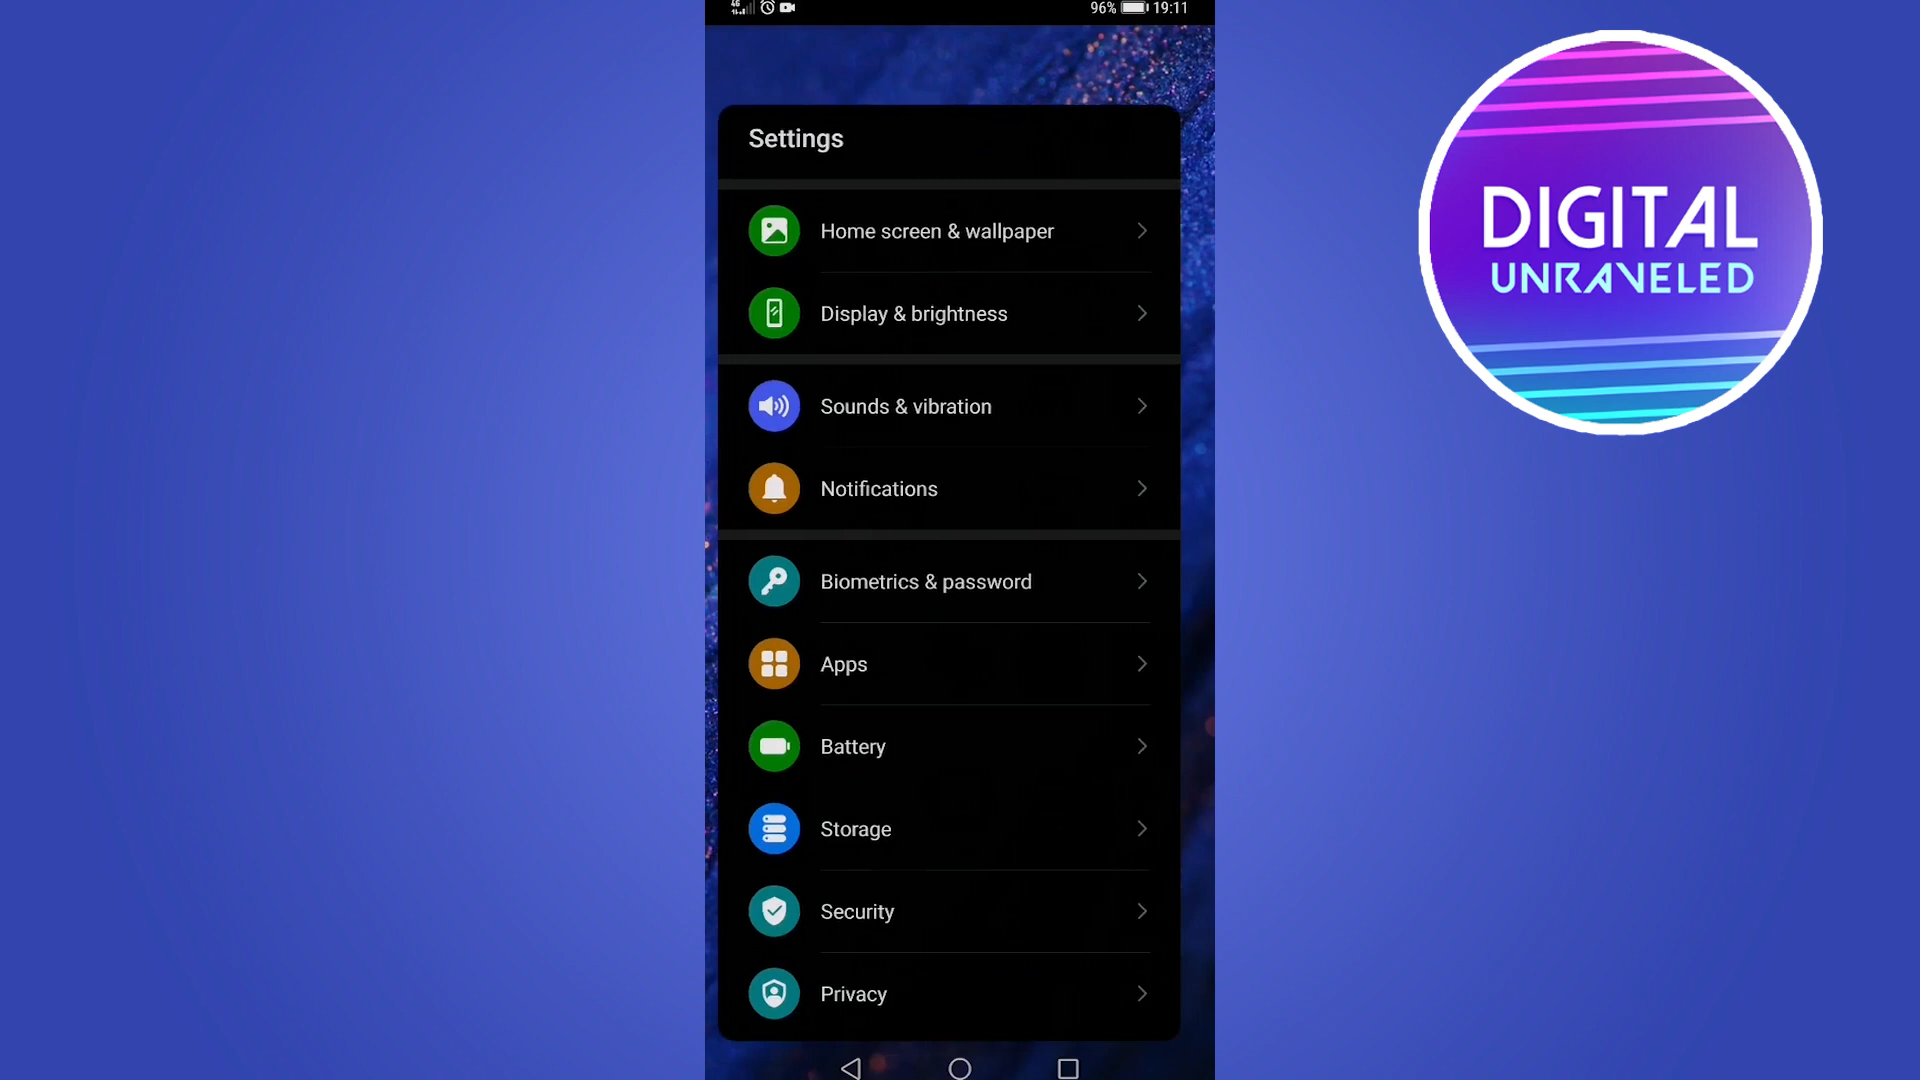 4G
96%
19:11
Settings
Home screen & wallpaper
Display & brightness
Sounds & vibration
Notifications
Biometrics & password
Apps
Battery
Storage
Security
Privacy
DIGITAL
UNRAVELED